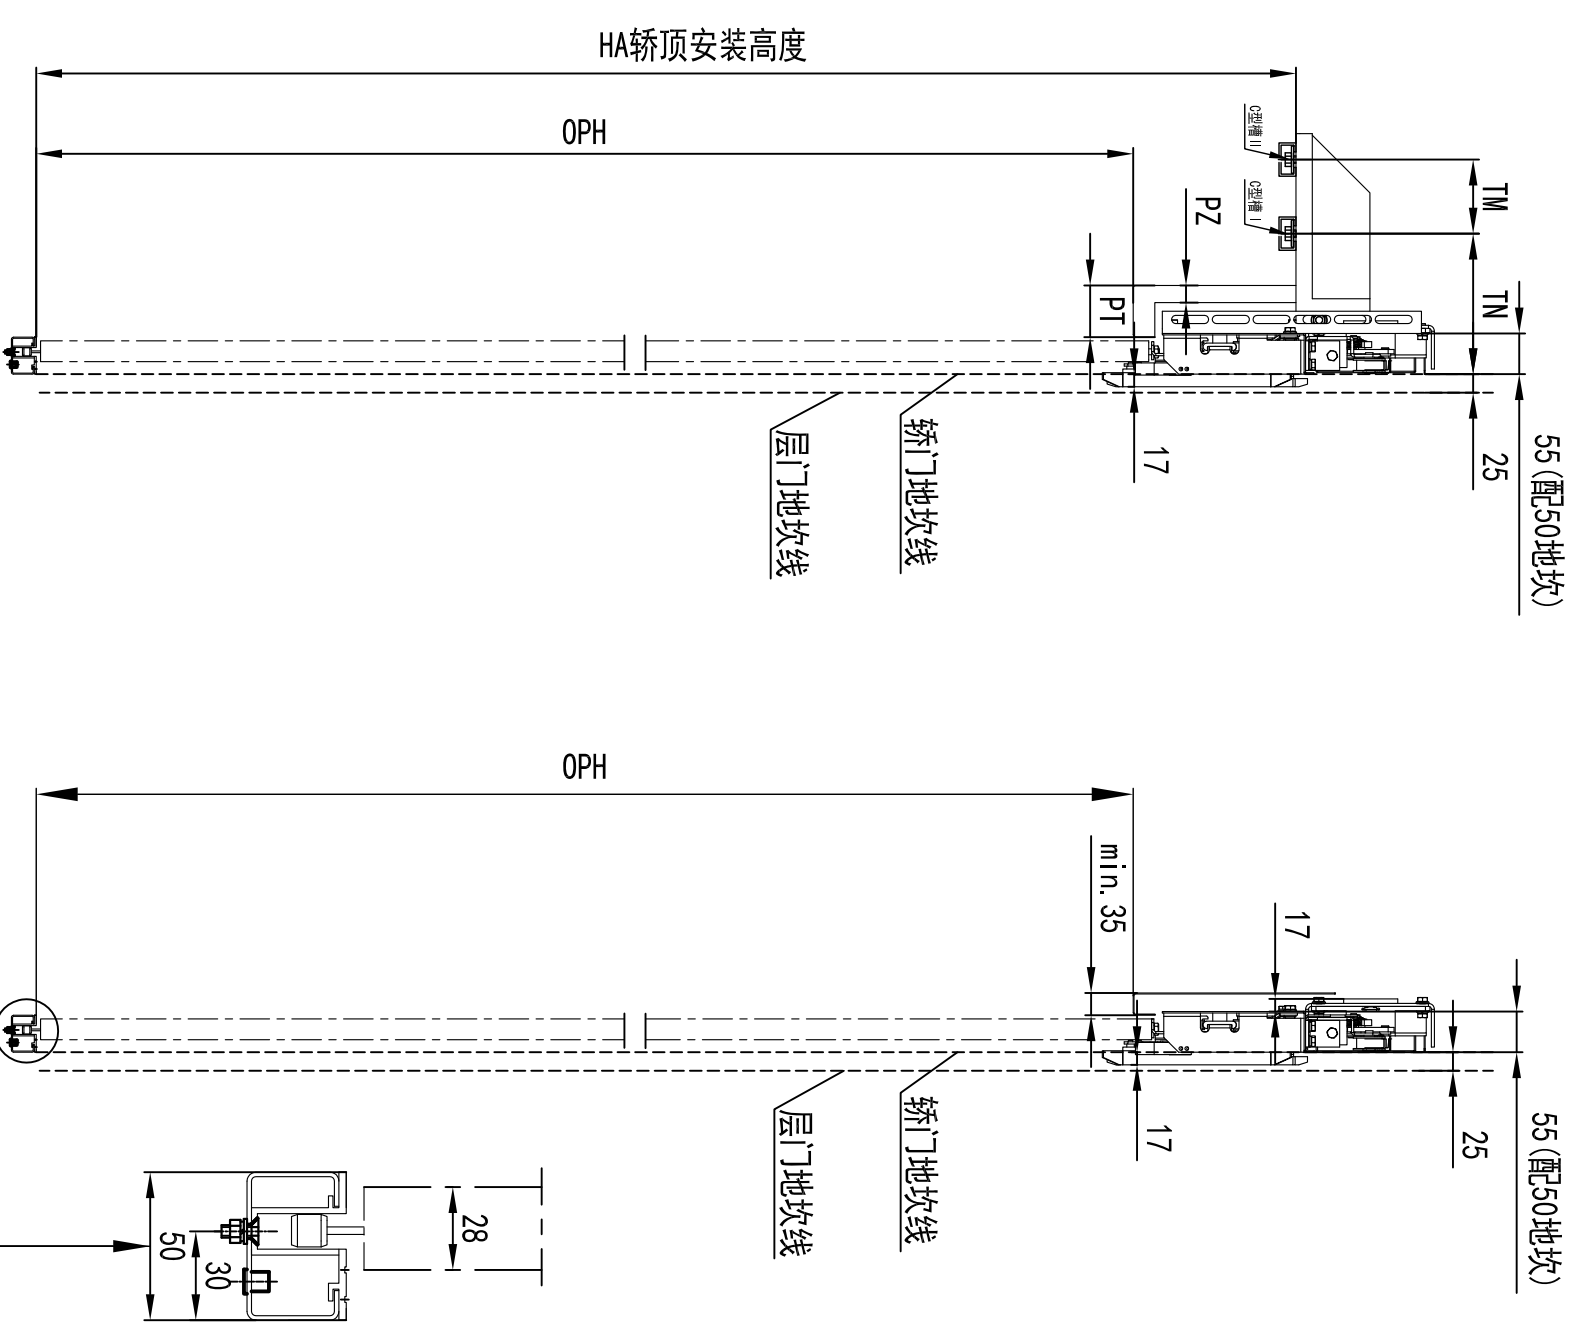 HA轿顶安装高度
OPH
C型槽 II
C型槽 I
TM
PZ
TN
PT
17
25
55(配50地坎)
轿门地坎线
层门地坎线
OPH
min.35
17
17
25
55(配50地坎)
轿门地坎线
层门地坎线
28
50
30